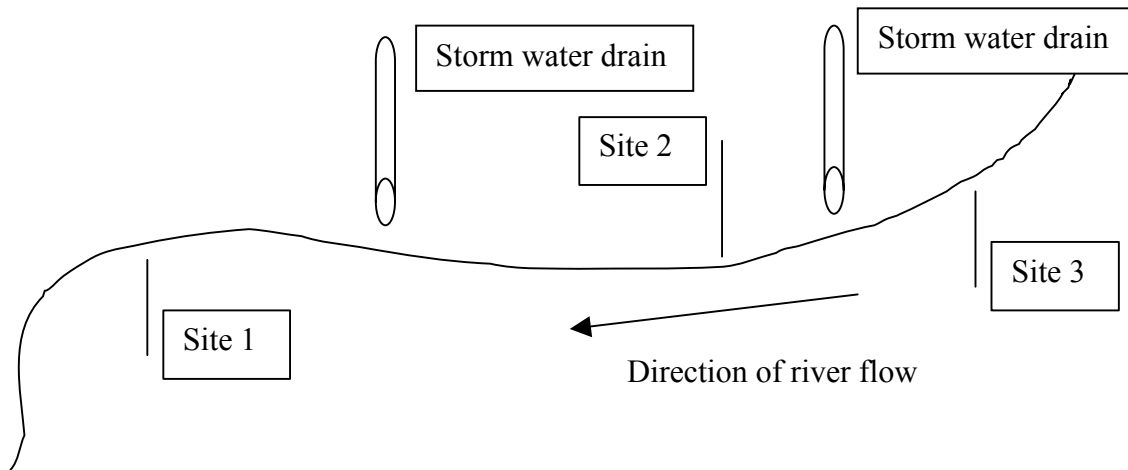 Storm water drain
Storm water drain
Site 2
Site 3
Site 1
Direction of river flow